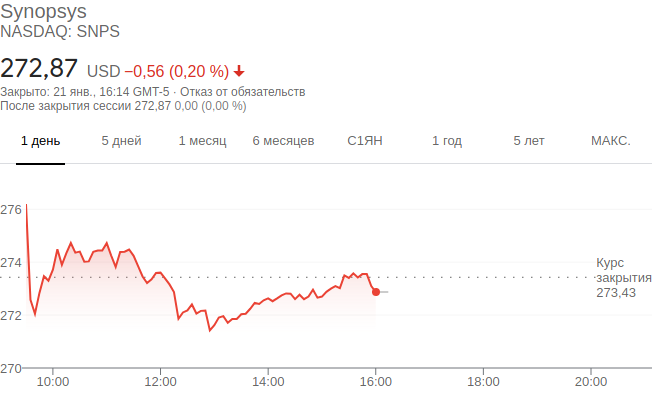 Synopsys
NASDAQ: SNPS
272,87 USD −0,56 (0,20 %)
Закрыто: 21 янв., 16:14 GMT-5 · Отказ от обязательств
После закрытия сессии 272,87 0,00 (0,00 %)
1 день 5 дней 1 месяц 6 месяцев С1ЯН 1 год 5 лет МАКС.
276
274
272
270
Курс
закрытия
273,43
10:00 12:00 14:00 16:00 18:00 20:00